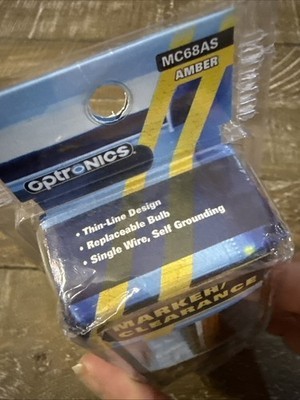 MC68AS
AMBER
OPTRONICS
• Thin-Line Design
• Replaceable Bulb
• Single Wire, Self Grounding
MARKER/
CLEARANCE